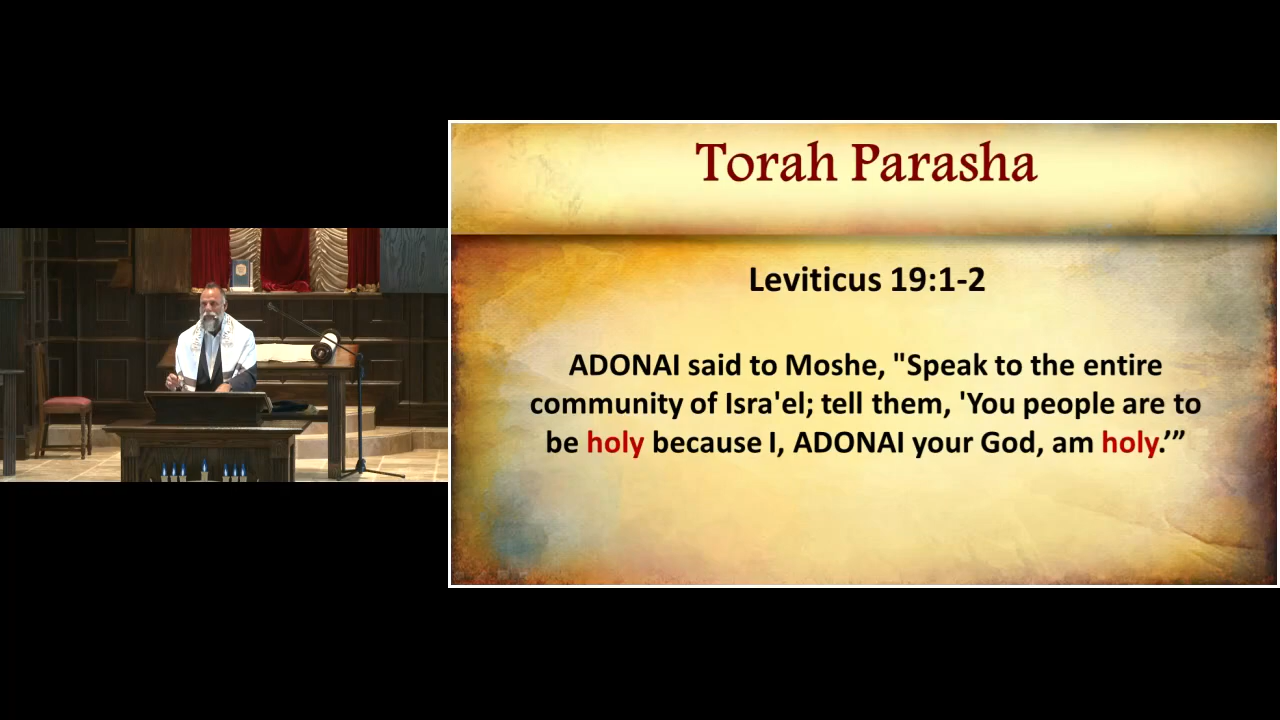 Torah Parasha
Leviticus 19:1-2
ADONAI said to Moshe, "Speak to the entire
community of Isra'el; tell them, 'You people are to
be holy because I, ADONAI your God, am holy.’”